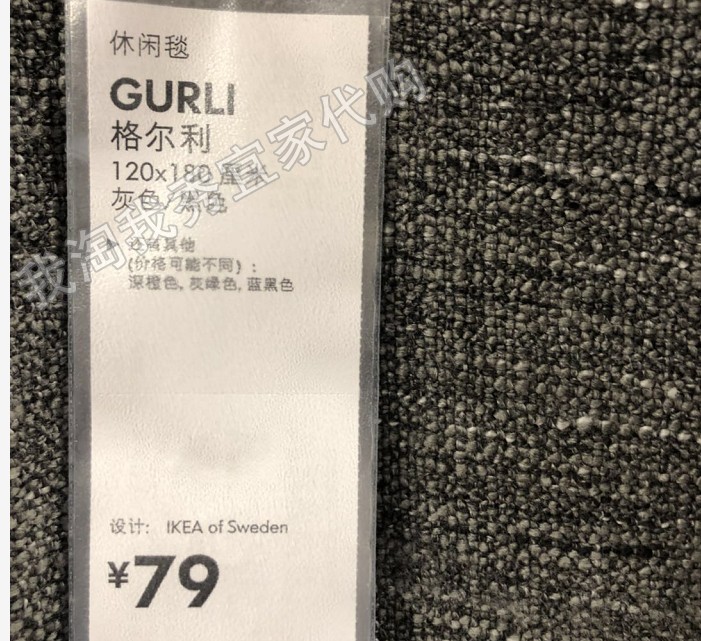 休闲毯
GURLI
格尔利
120x180 厘米
灰色/黑色
还有其他
(价格可能不同)：
深橙色, 灰绿色, 蓝黑色
设计: IKEA of Sweden
¥79
我淘我秀宜家代购